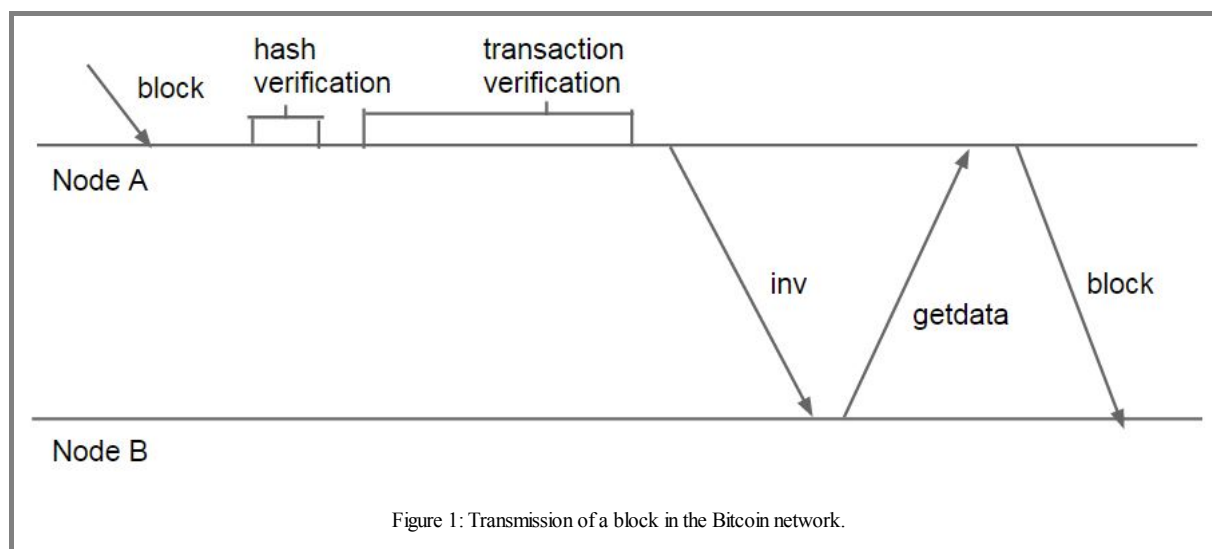 block
hash
verification
transaction
verification
Node A
inv
getdata
block
Node B
Figure 1: Transmission of a block in the Bitcoin network.